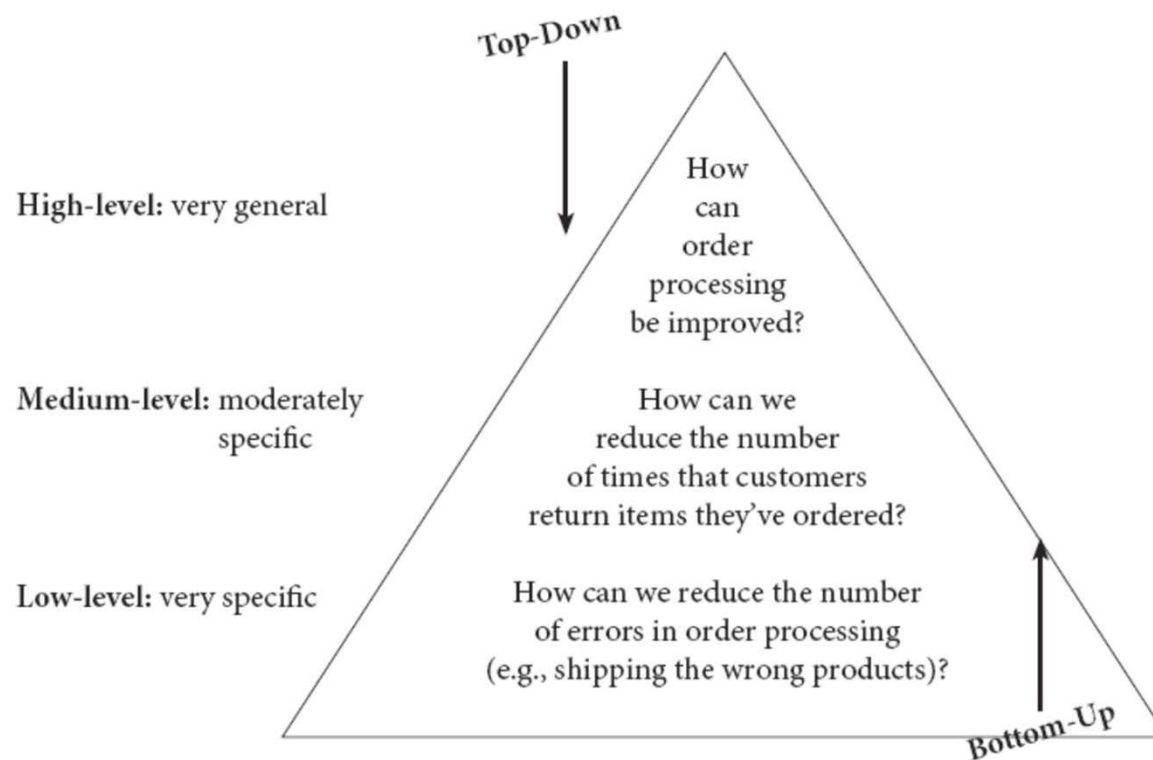 Top-Down
How
can
High-level: very general
order
processing
be improved?
Medium-level: moderately
specific
How can we
reduce the number
of times that customers
return items they've ordered?
Low-level: very specific
How can we reduce the number
of errors in order processing
(e.g., shipping the wrong products)?
Bottom-Up